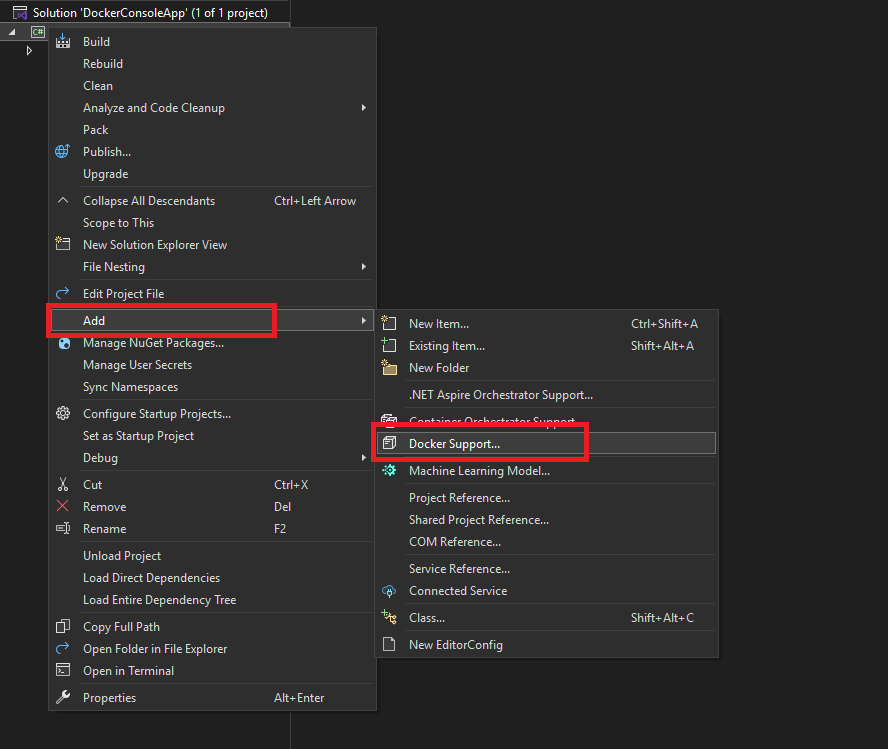 Solution 'DockerConsoleApp' (1 of 1 project)
C#
Build
Rebuild
Clean
Analyze and Code Cleanup
Pack
Publish...
Upgrade
Collapse All Descendants Ctrl+Left Arrow
Scope to This
New Solution Explorer View
File Nesting
Edit Project File
Add
Manage NuGet Packages...
Manage User Secrets
Sync Namespaces
Configure Startup Projects...
Set as Startup Project
Debug
Cut Ctrl+X
Remove Del
Rename F2
Unload Project
Load Direct Dependencies
Load Entire Dependency Tree
Copy Full Path
Open Folder in File Explorer
Open in Terminal
Properties Alt+Enter
New Item... Ctrl+Shift+A
Existing Item... Shift+Alt+A
New Folder
.NET Aspire Orchestrator Support...
Container Orchestrator Support...
Docker Support...
Machine Learning Model...
Project Reference...
Shared Project Reference...
COM Reference...
Service Reference...
Connected Service
Class... Shift+Alt+C
New EditorConfig